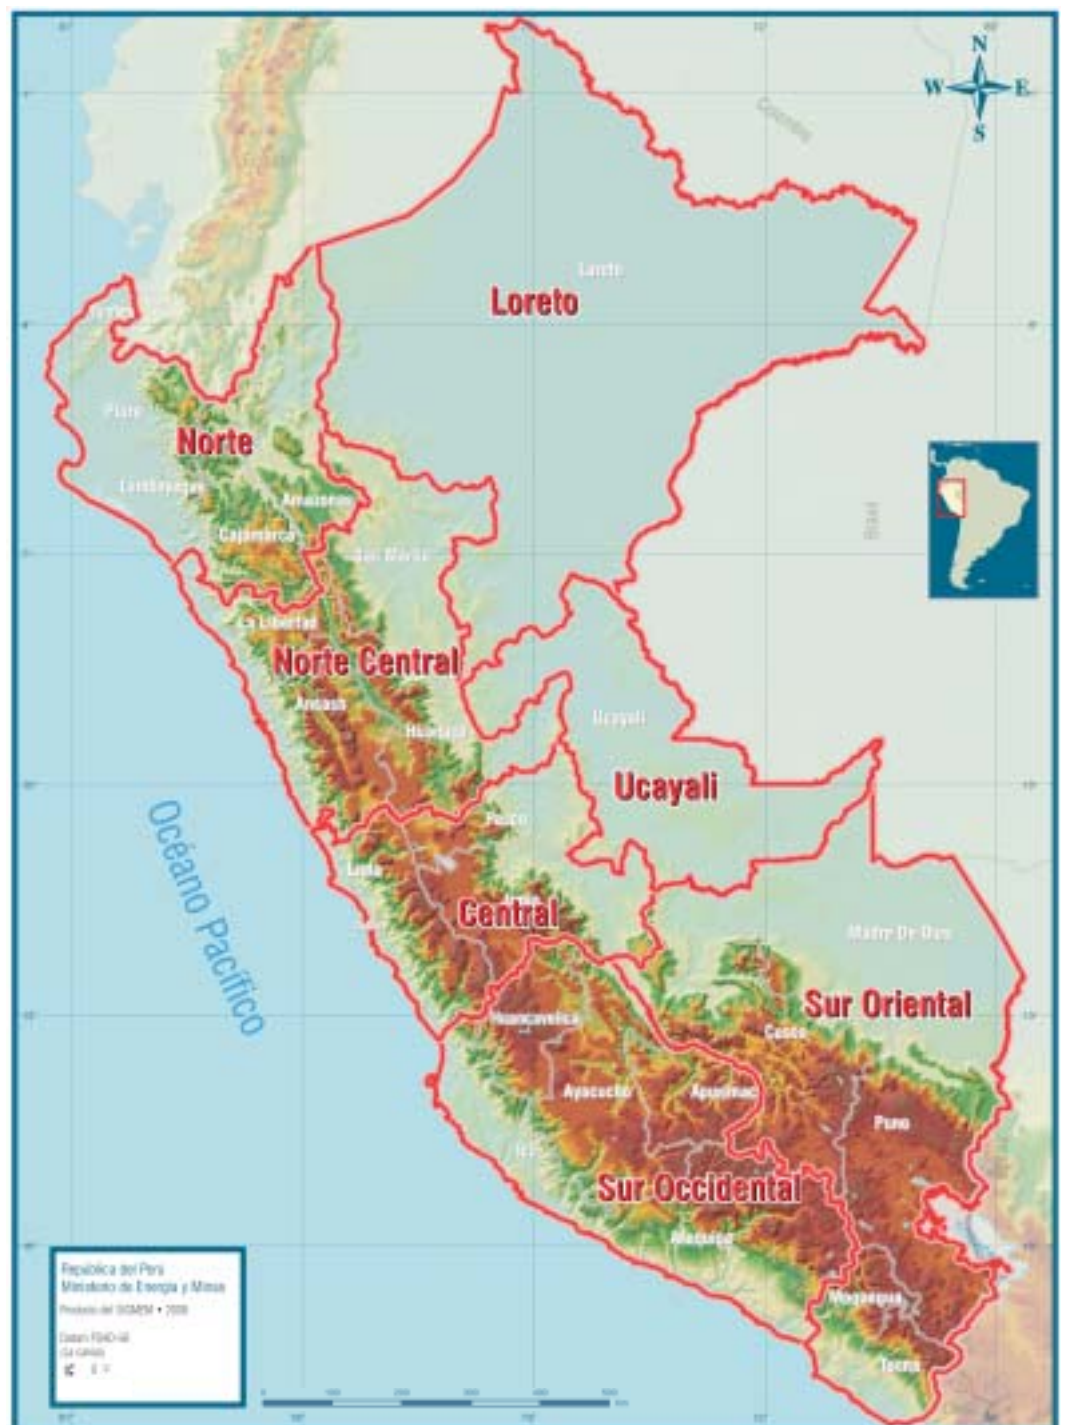 N
W E
S
Loreto
Loreto
Piura
Norte
Lambayeque
Amazonas
Cajamarca
San Martín
La Libertad
Norte Central
Ancash
Huánuco
Ucayali
Ucayali
Océano Pacífico
Pasco
Lima
Central
Madre De Dios
Sur Oriental
Huancavelica
Cusco
Ayacucho
Apurímac
Puno
Ica
Sur Occidental
Arequipa
Moquegua
Tacna
República del Perú
Ministerio de Energía y Minas